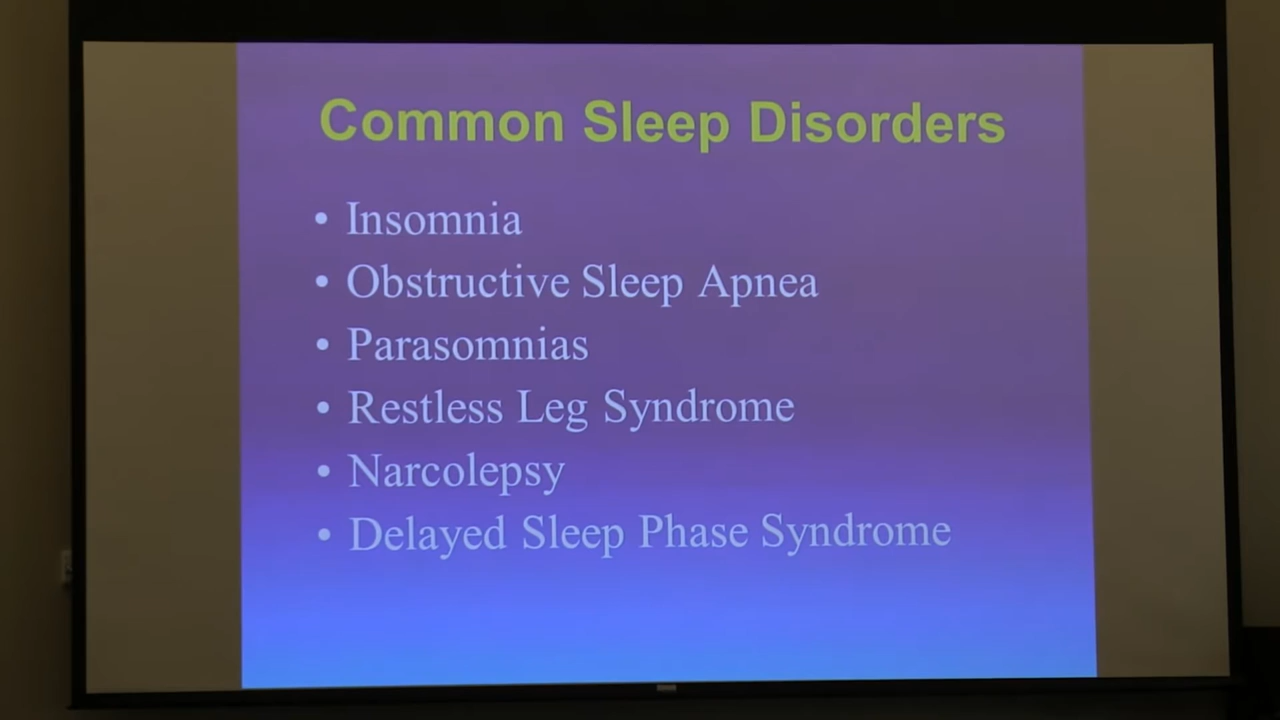 Common Sleep Disorders
• Insomnia
• Obstructive Sleep Apnea
• Parasomnias
• Restless Leg Syndrome
• Narcolepsy
• Delayed Sleep Phase Syndrome